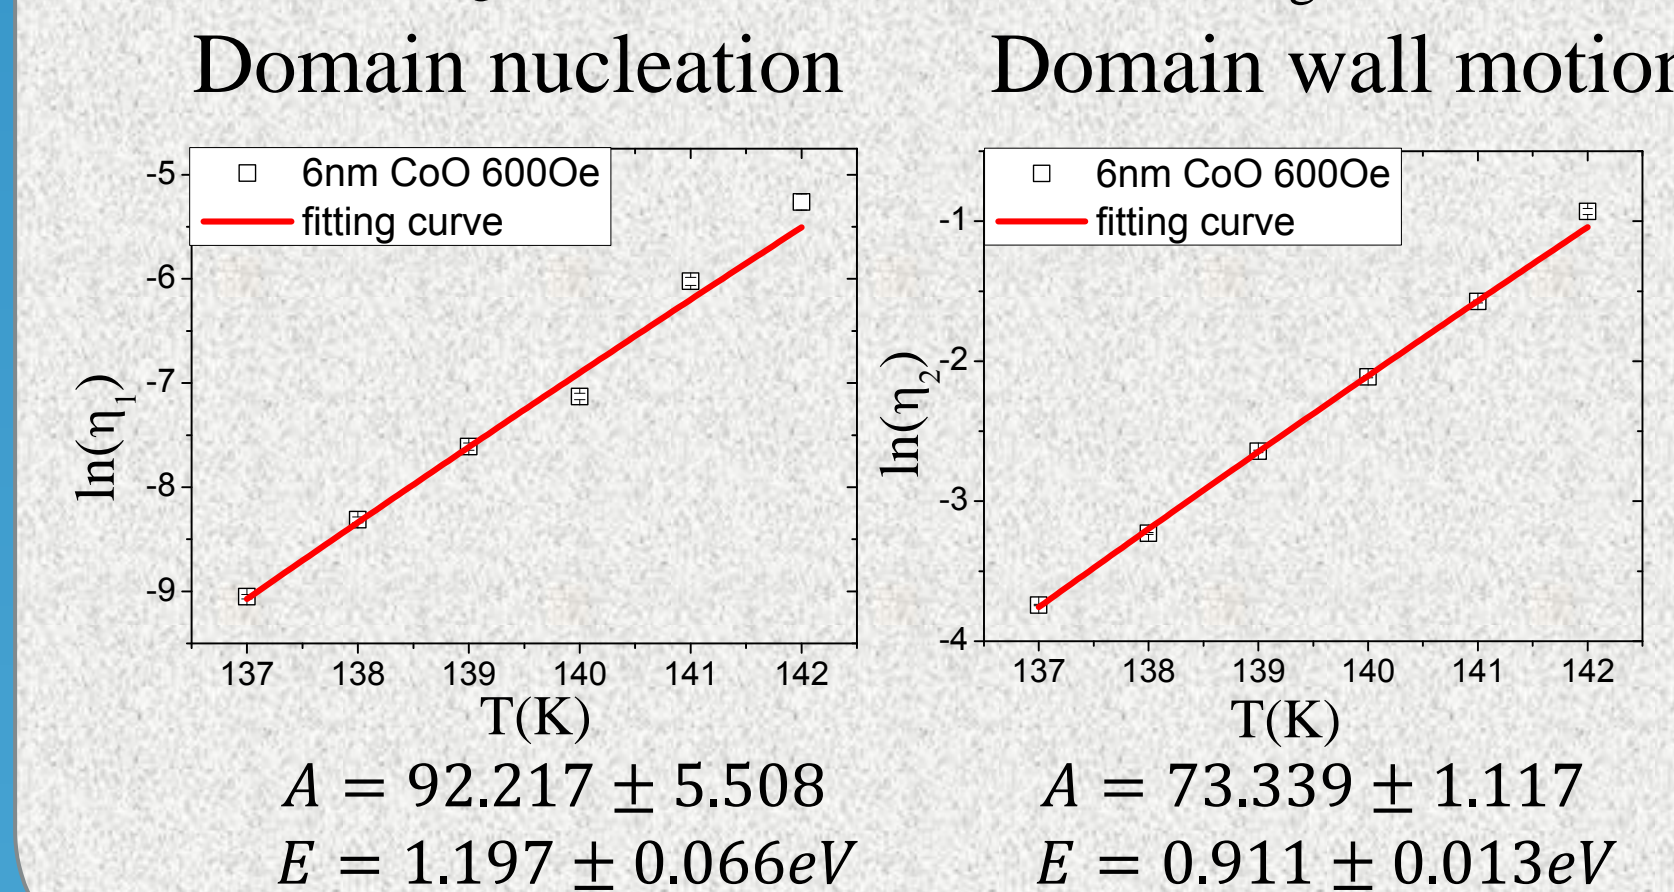 Domain nucleation
Domain wall motion
6nm CoO 600Oe
fitting curve
-5
-6
-7
-8
-9
ln(η₁)
137 138 139 140 141 142
T(K)
A = 92.217 ± 5.508
E = 1.197 ± 0.066eV
6nm CoO 600Oe
fitting curve
-1
-2
-3
-4
ln(η₂)
137 138 139 140 141 142
T(K)
A = 73.339 ± 1.117
E = 0.911 ± 0.013eV